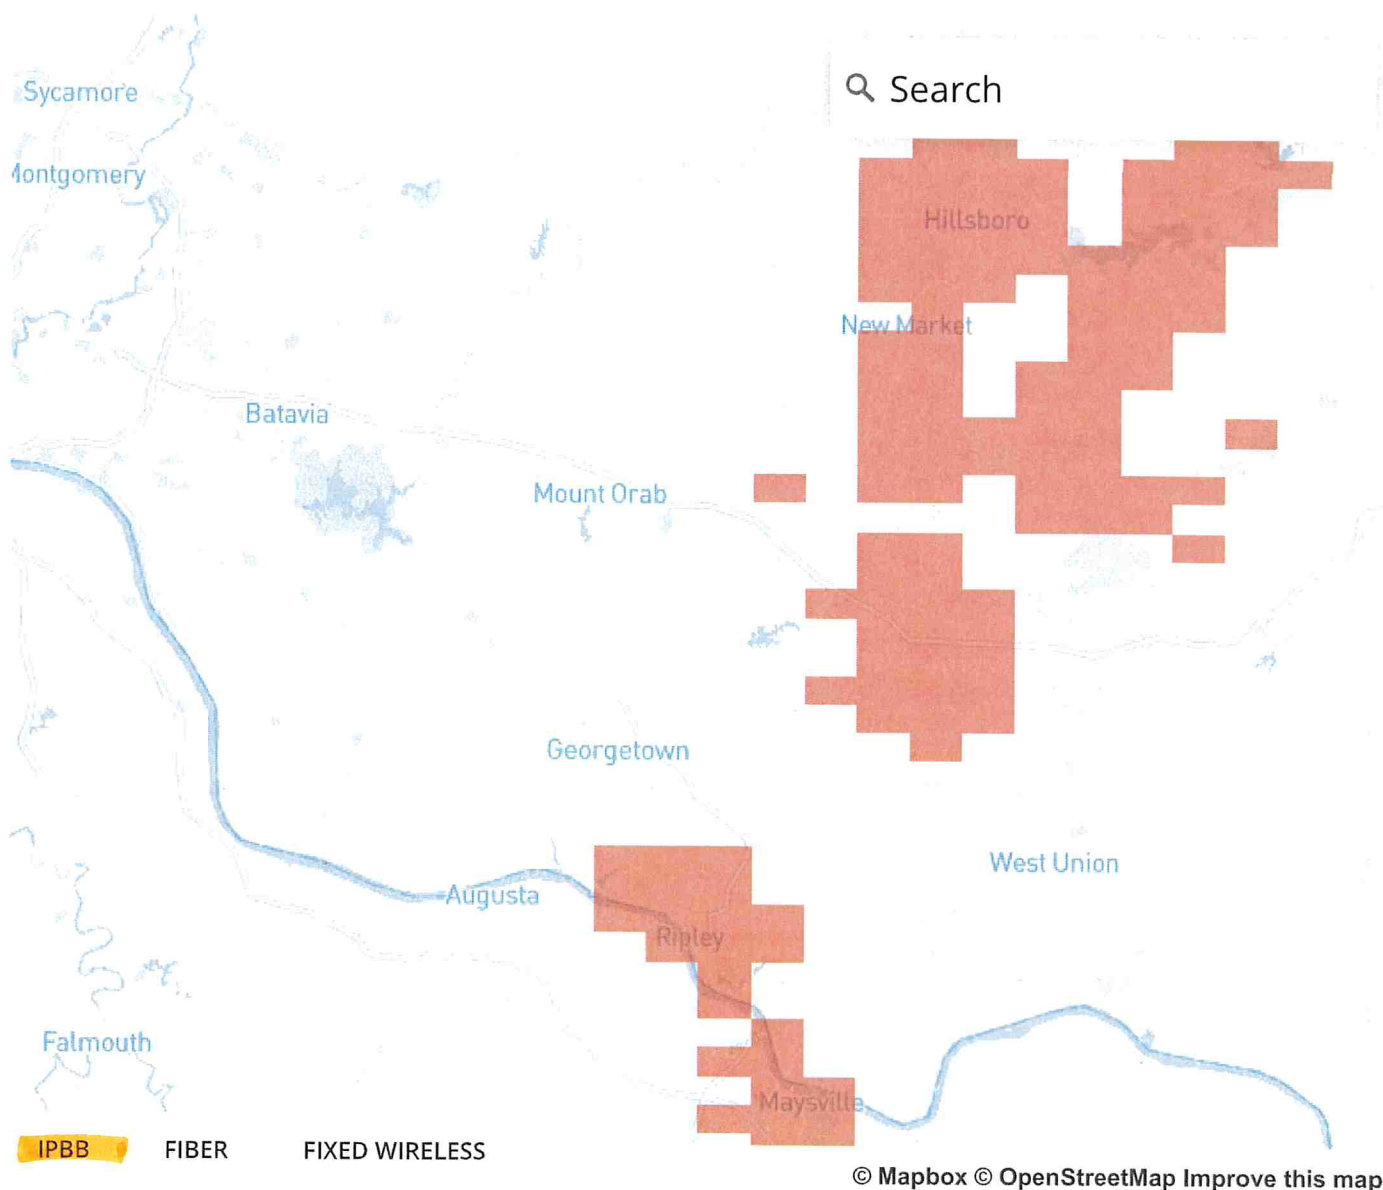 Sycamore
Search
Montgomery
Hillsboro
New Market
Batavia
Mount Orab
Georgetown
West Union
Augusta
Ripley
Falmouth
Maysville
IPBB FIBER FIXED WIRELESS
© Mapbox © OpenStreetMap Improve this map